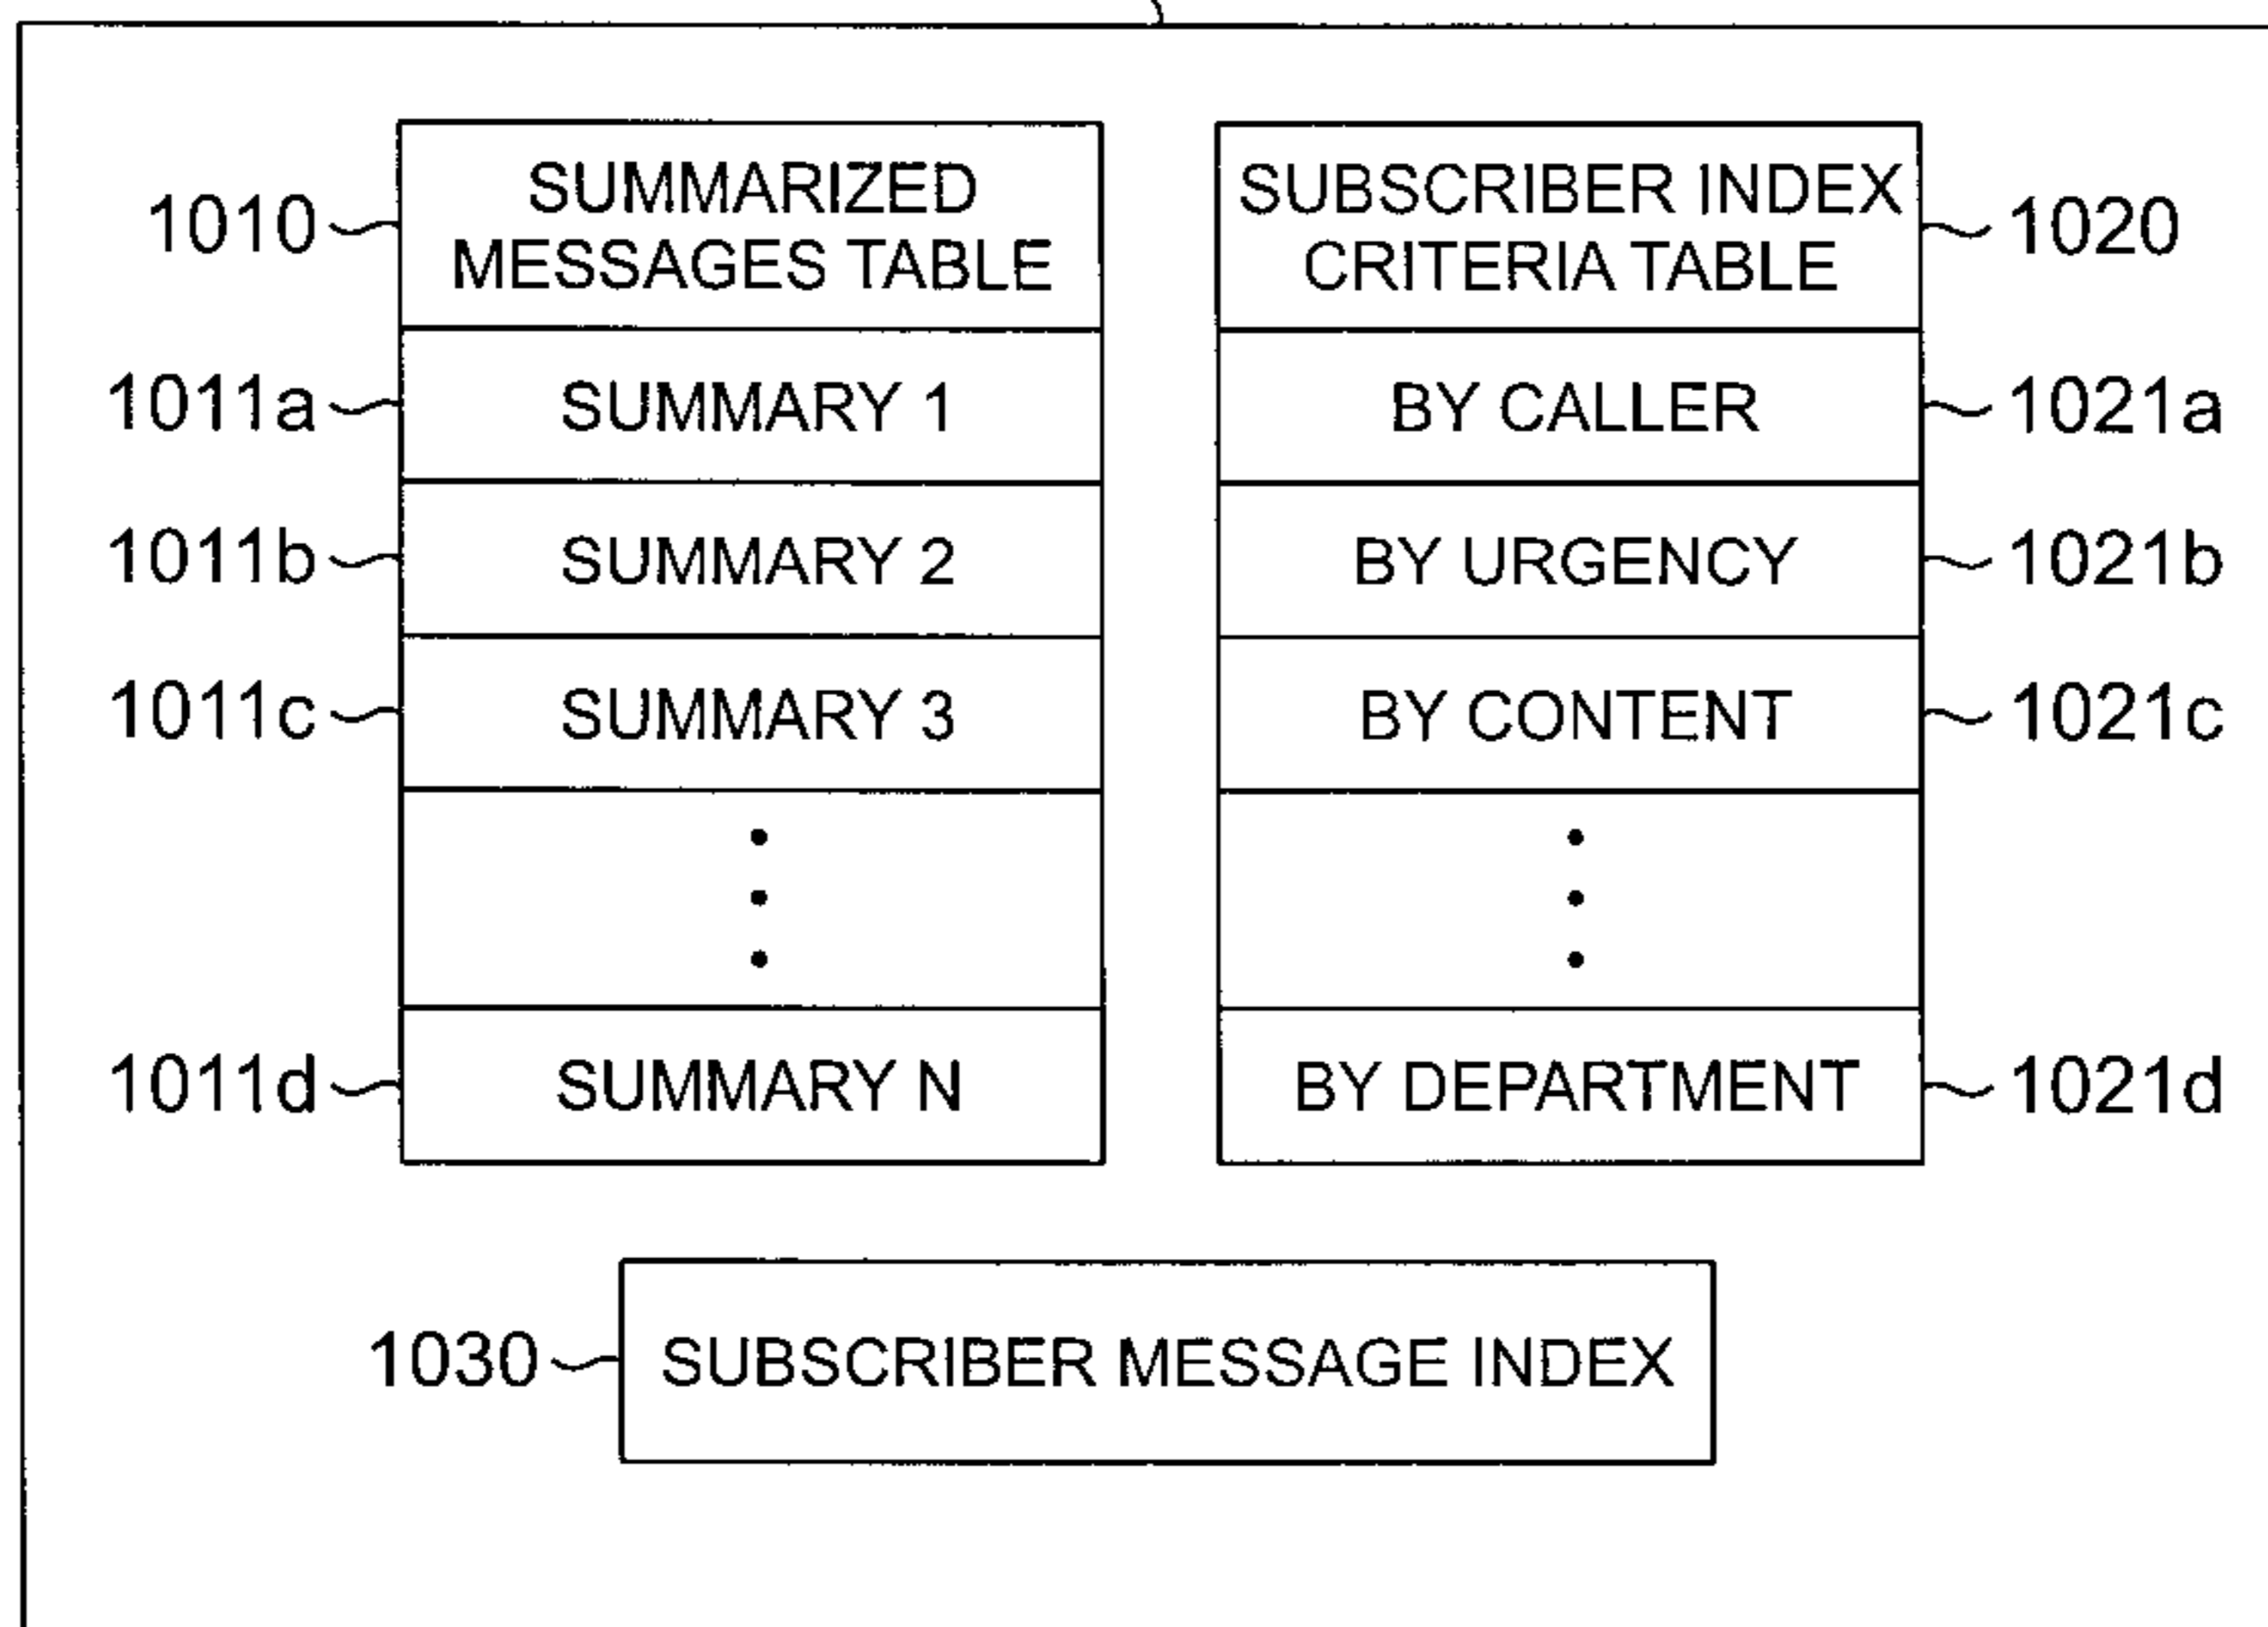 1010 SUMMARIZED MESSAGES TABLE
SUBSCRIBER INDEX CRITERIA TABLE 1020
1011a SUMMARY 1 BY CALLER 1021a
1011b SUMMARY 2 BY URGENCY 1021b
1011c SUMMARY 3 BY CONTENT 1021c
1011d SUMMARY N BY DEPARTMENT 1021d
1030 SUBSCRIBER MESSAGE INDEX